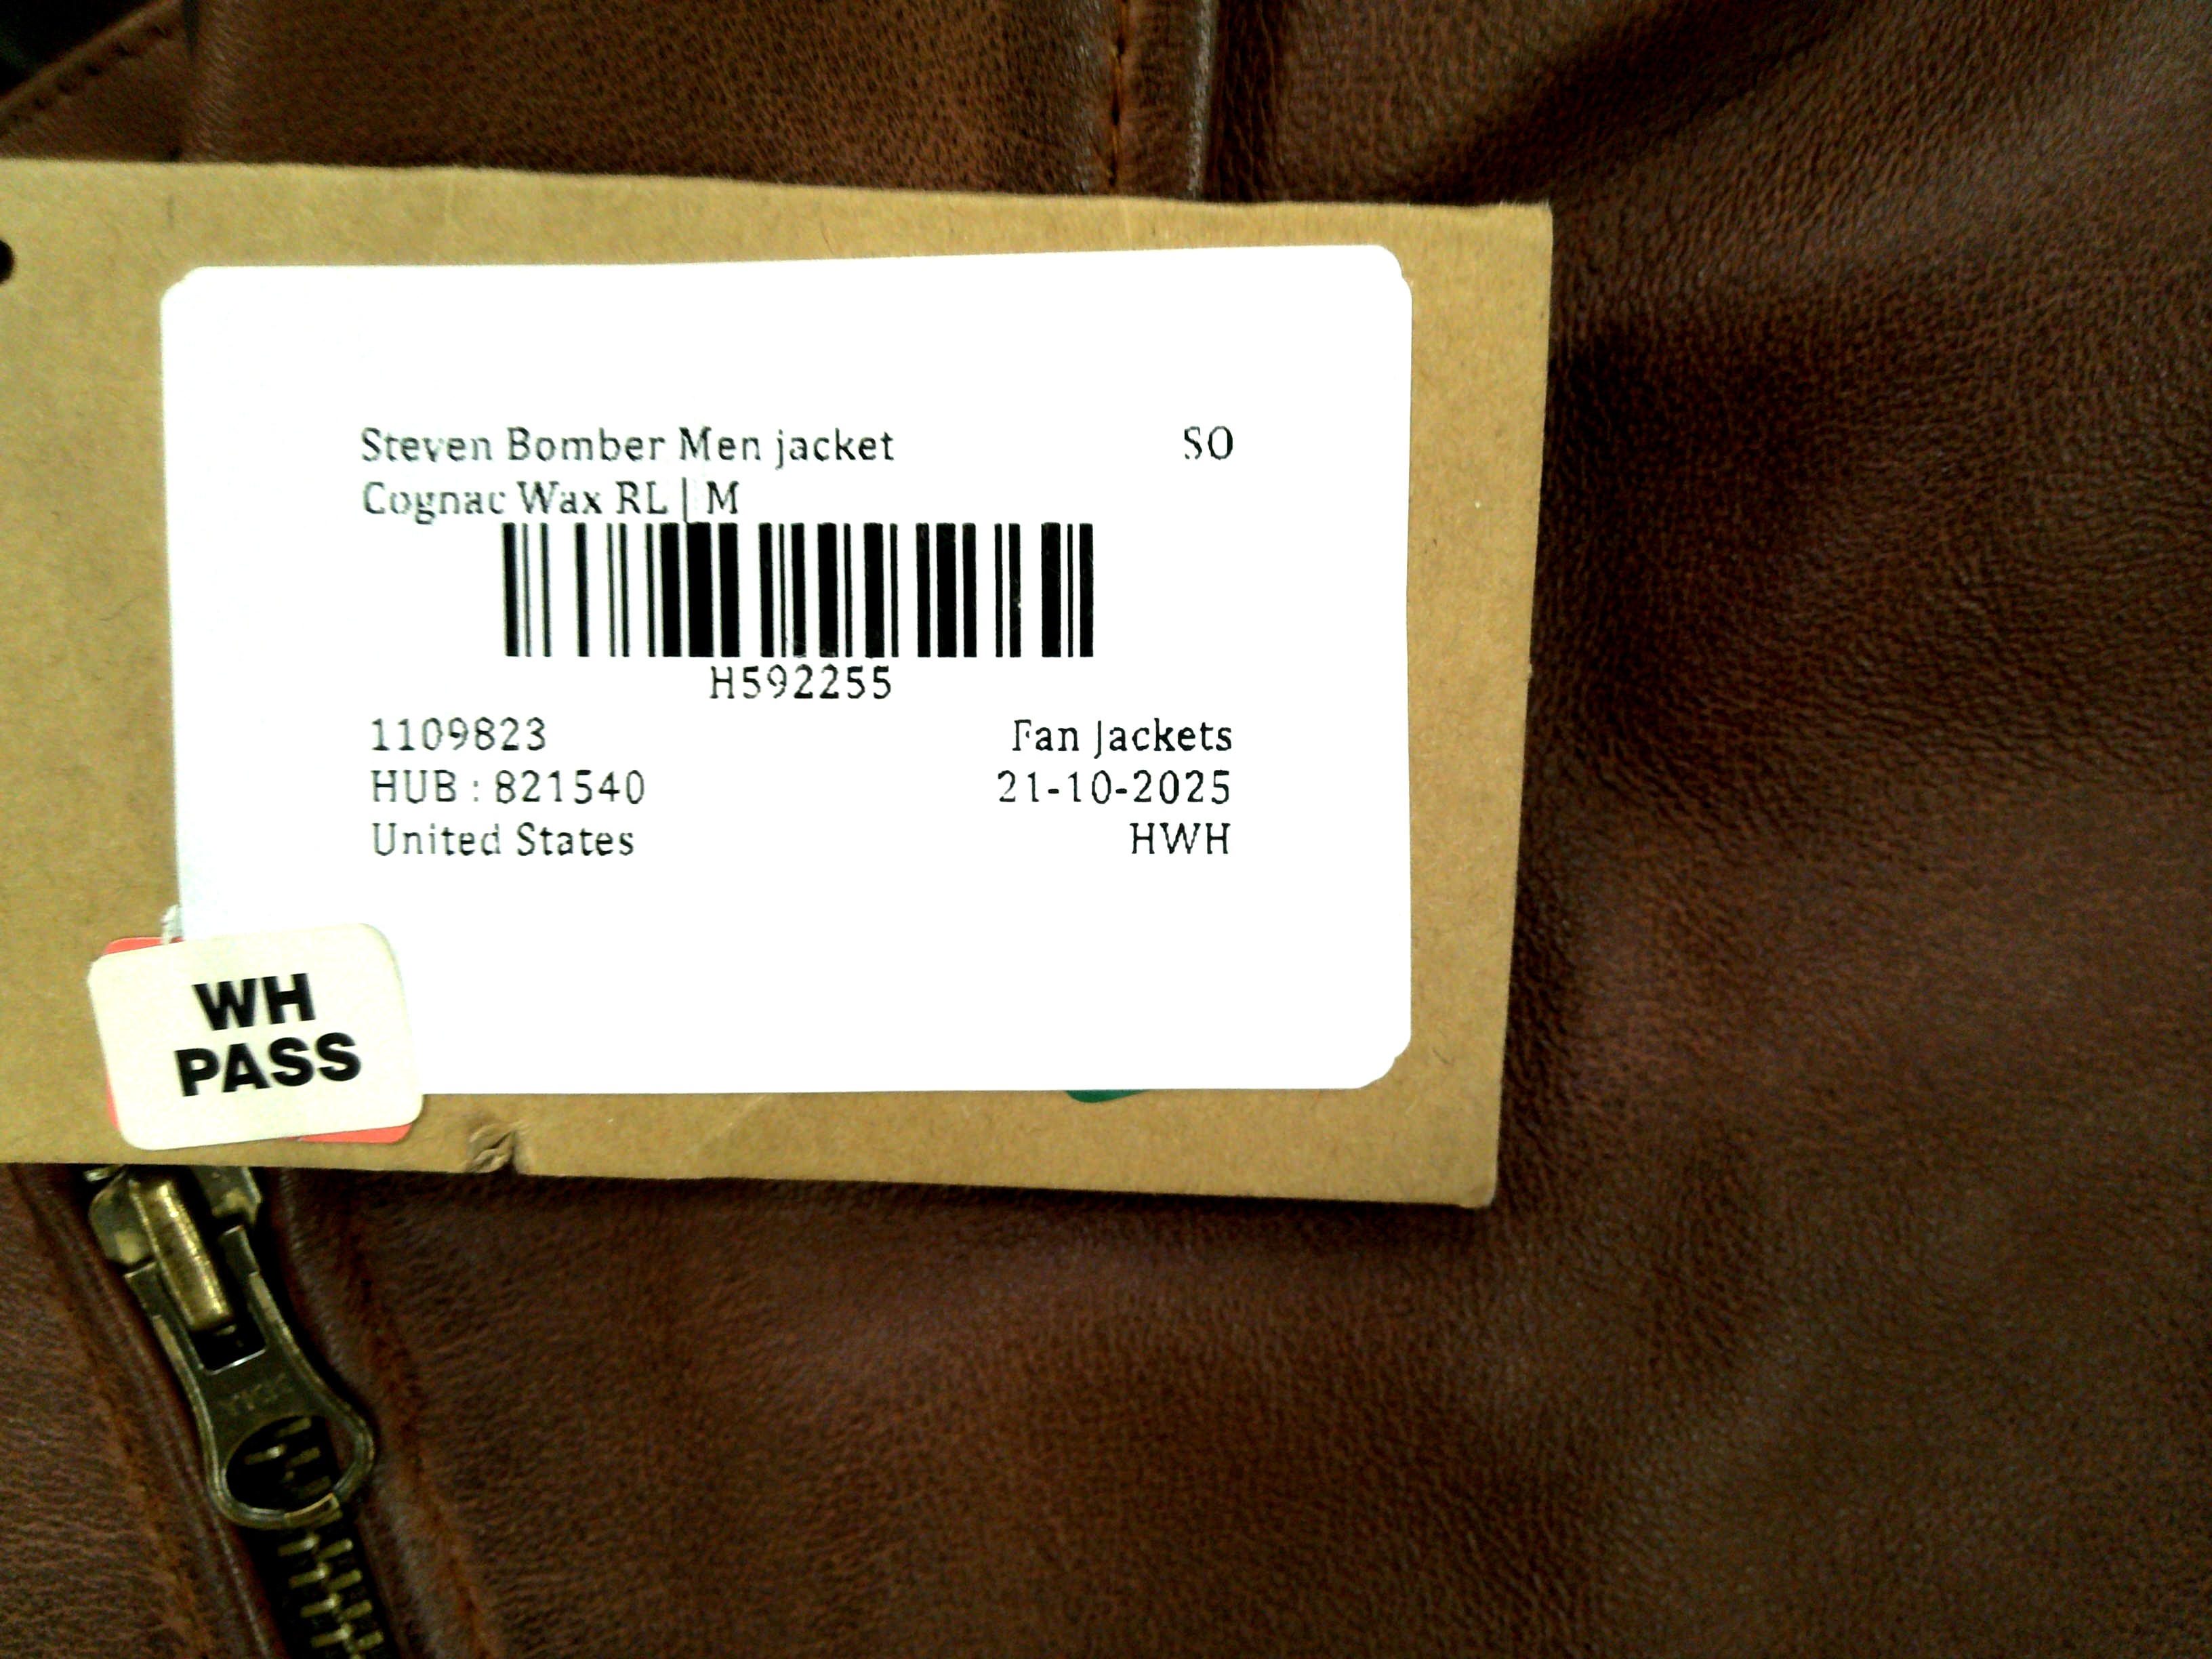 Steven Bomber Men jacket SO
Cognac Wax RL | M
H592255
1109823 Fan Jackets
HUB : 821540 21-10-2025
United States HWH
WH
PASS